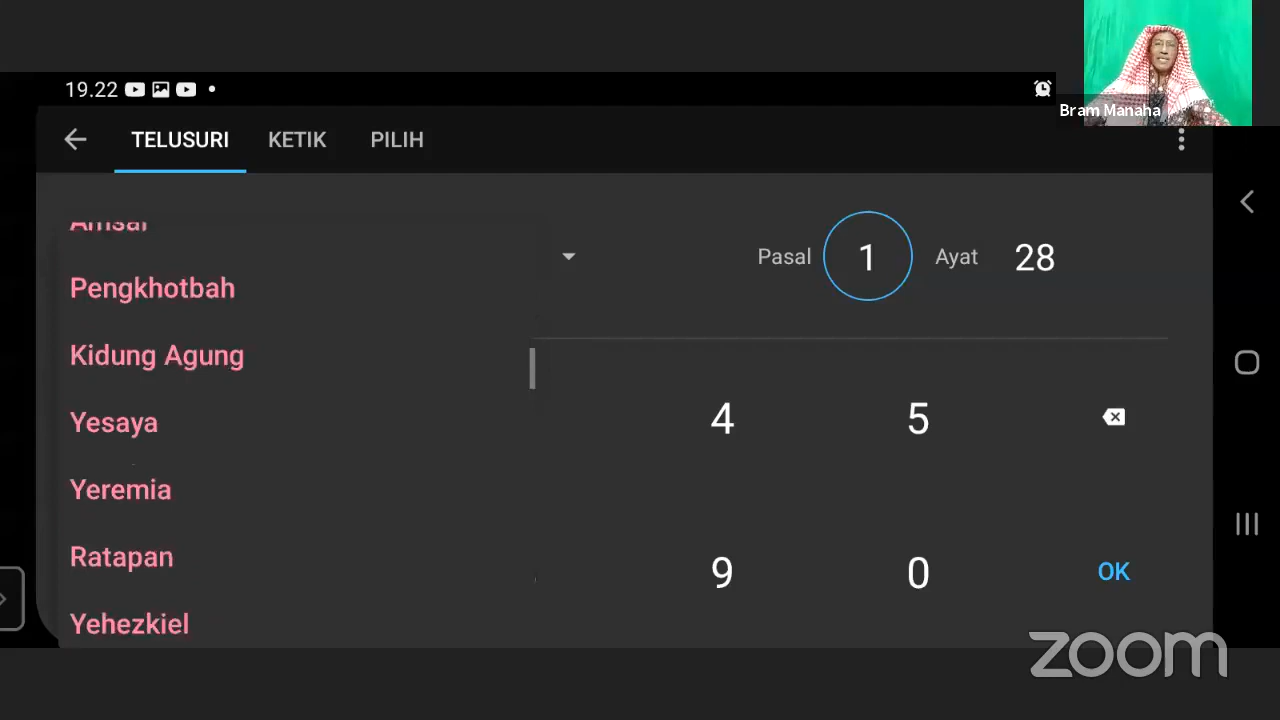 19.22
Bram Manaha
TELUSURI KETIK PILIH
Amsal
Pasal 1 Ayat 28
Pengkhotbah
Kidung Agung
Yesaya
4 5
Yeremia
Ratapan
9 0 OK
Yehezkiel
zoom